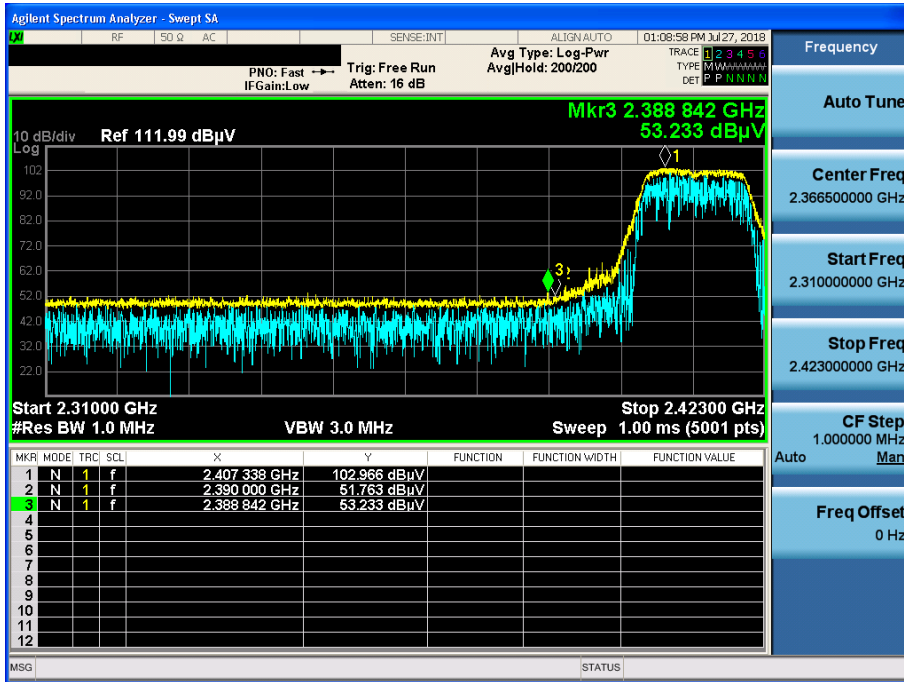 Agilent Spectrum Analyzer - Swept SA
LXI RF 50 Ω AC SENSE:INT ALIGN AUTO 01:08:58 PM Jul 27, 2018
Frequency
PNO: Fast
IFGain:Low
Trig: Free Run
Atten: 16 dB
Avg Type: Log-Pwr
Avg|Hold: 200/200
TRACE 1 2 3 4 5 6
TYPE M W W W W W
DET P P N N N N
Mkr3 2.388 842 GHz
53.233 dBµV
10 dB/div Ref 111.99 dBµV
Log
102
92.0
82.0
72.0
62.0
52.0
42.0
32.0
22.0
1
3
Start 2.31000 GHz Stop 2.42300 GHz
#Res BW 1.0 MHz VBW 3.0 MHz Sweep 1.00 ms (5001 pts)
MKR MODE TRC SCL X Y FUNCTION FUNCTION WIDTH FUNCTION VALUE
1 N 1 f 2.407 338 GHz 102.966 dBµV
2 N 1 f 2.390 000 GHz 51.763 dBµV
3 N 1 f 2.388 842 GHz 53.233 dBµV
4
5
6
7
8
9
10
11
12
MSG STATUS
Auto Tune
Center Freq
2.366500000 GHz
Start Freq
2.310000000 GHz
Stop Freq
2.423000000 GHz
CF Step
1.000000 MHz
Auto Man
Freq Offset
0 Hz